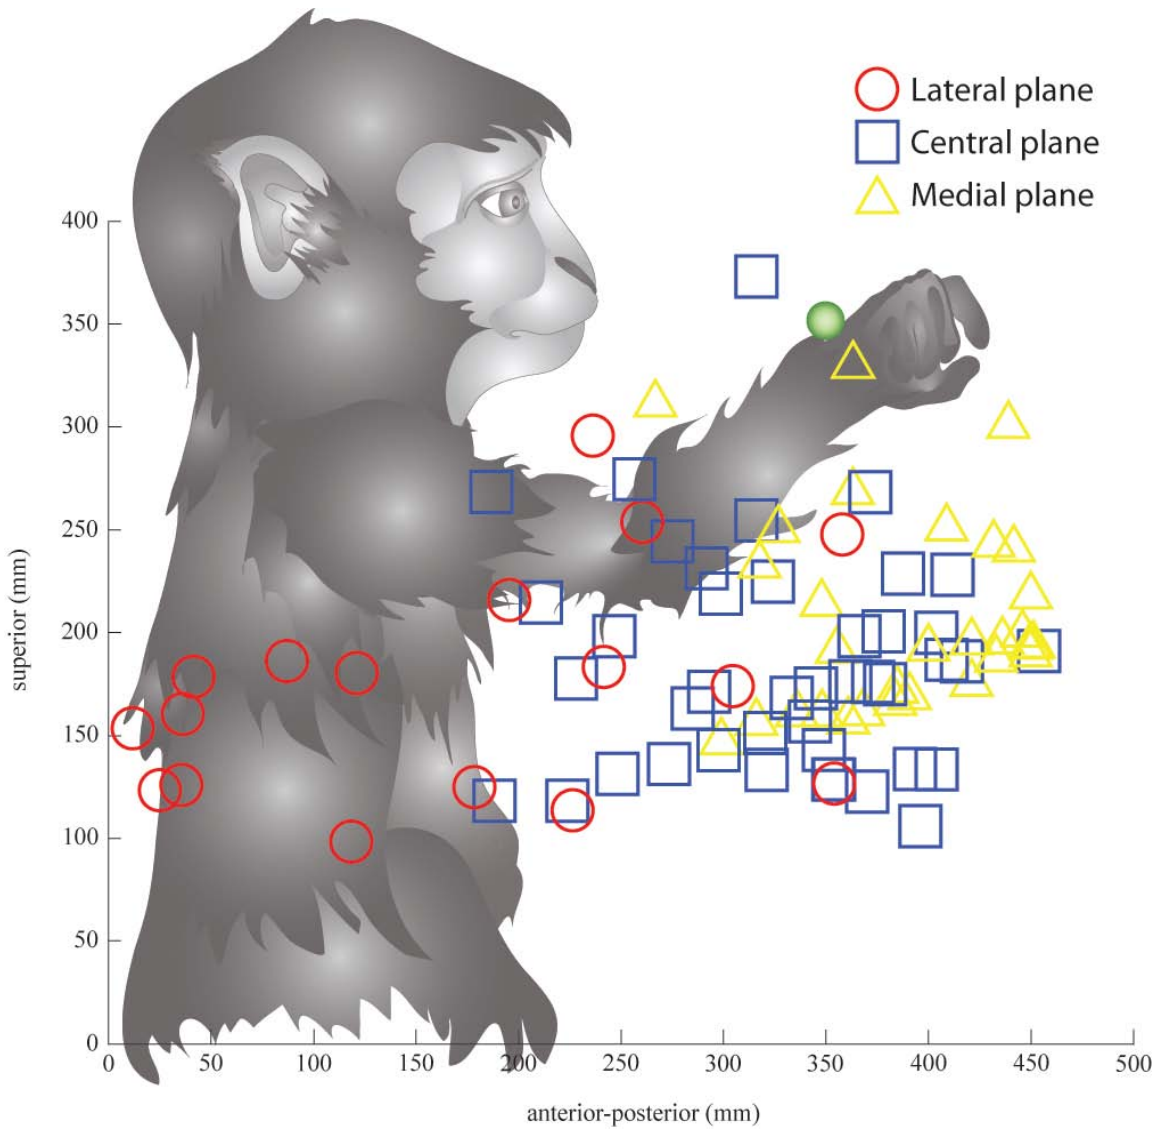 Lateral plane
Central plane
Medial plane
400
350
300
250
200
150
100
50
0
superior (mm)
0 50 100 150 200 250 300 350 400 450 500
anterior-posterior (mm)